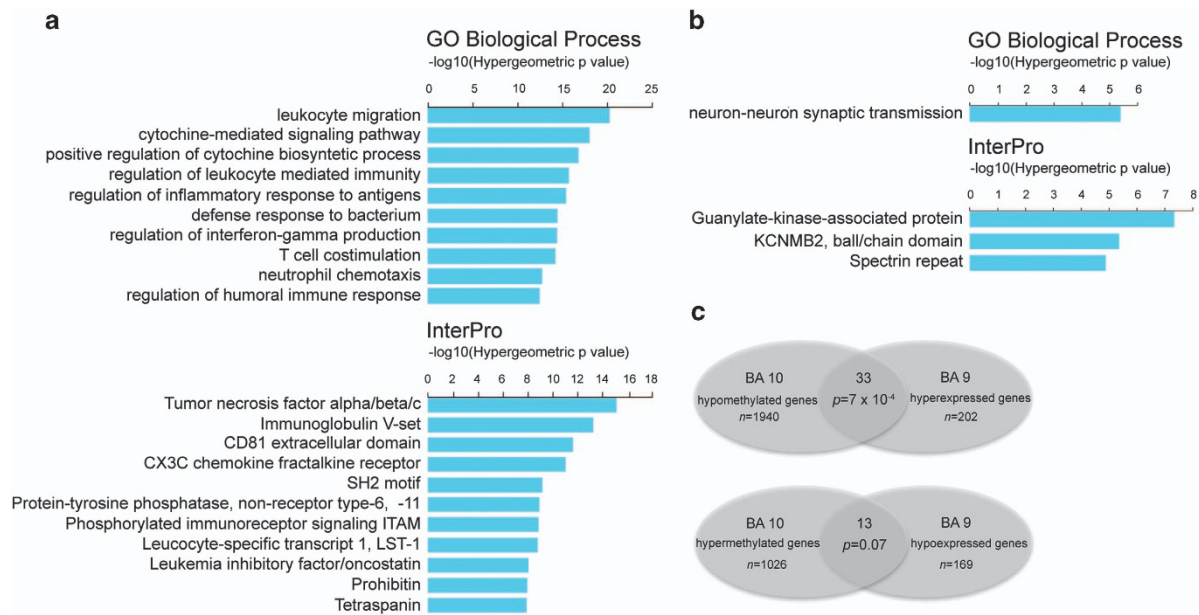 a
GO Biological Process
-log10(Hypergeometric p value)
0 5 10 15 20 25
leukocyte migration
cytochine-mediated signaling pathway
positive regulation of cytochine biosyntetic process
regulation of leukocyte mediated immunity
regulation of inflammatory response to antigens
defense response to bacterium
regulation of interferon-gamma production
T cell costimulation
neutrophil chemotaxis
regulation of humoral immune response
InterPro
-log10(Hypergeometric p value)
0 2 4 6 8 10 12 14 16 18
Tumor necrosis factor alpha/beta/c
Immunoglobulin V-set
CD81 extracellular domain
CX3C chemokine fractalkine receptor
SH2 motif
Protein-tyrosine phosphatase, non-receptor type-6, -11
Phosphorylated immunoreceptor signaling ITAM
Leucocyte-specific transcript 1, LST-1
Leukemia inhibitory factor/oncostatin
Prohibitin
Tetraspanin
b
GO Biological Process
-log10(Hypergeometric p value)
0 1 2 3 4 5 6
neuron-neuron synaptic transmission
InterPro
-log10(Hypergeometric p value)
0 1 2 3 4 5 6 7 8
Guanylate-kinase-associated protein
KCNMB2, ball/chain domain
Spectrin repeat
c
BA 10
hypomethylated genes
n=1940
33
p=7 x 10⁻⁴
BA 9
hyperexpressed genes
n=202
BA 10
hypermethylated genes
n=1026
13
p=0.07
BA 9
hypoexpressed genes
n=169